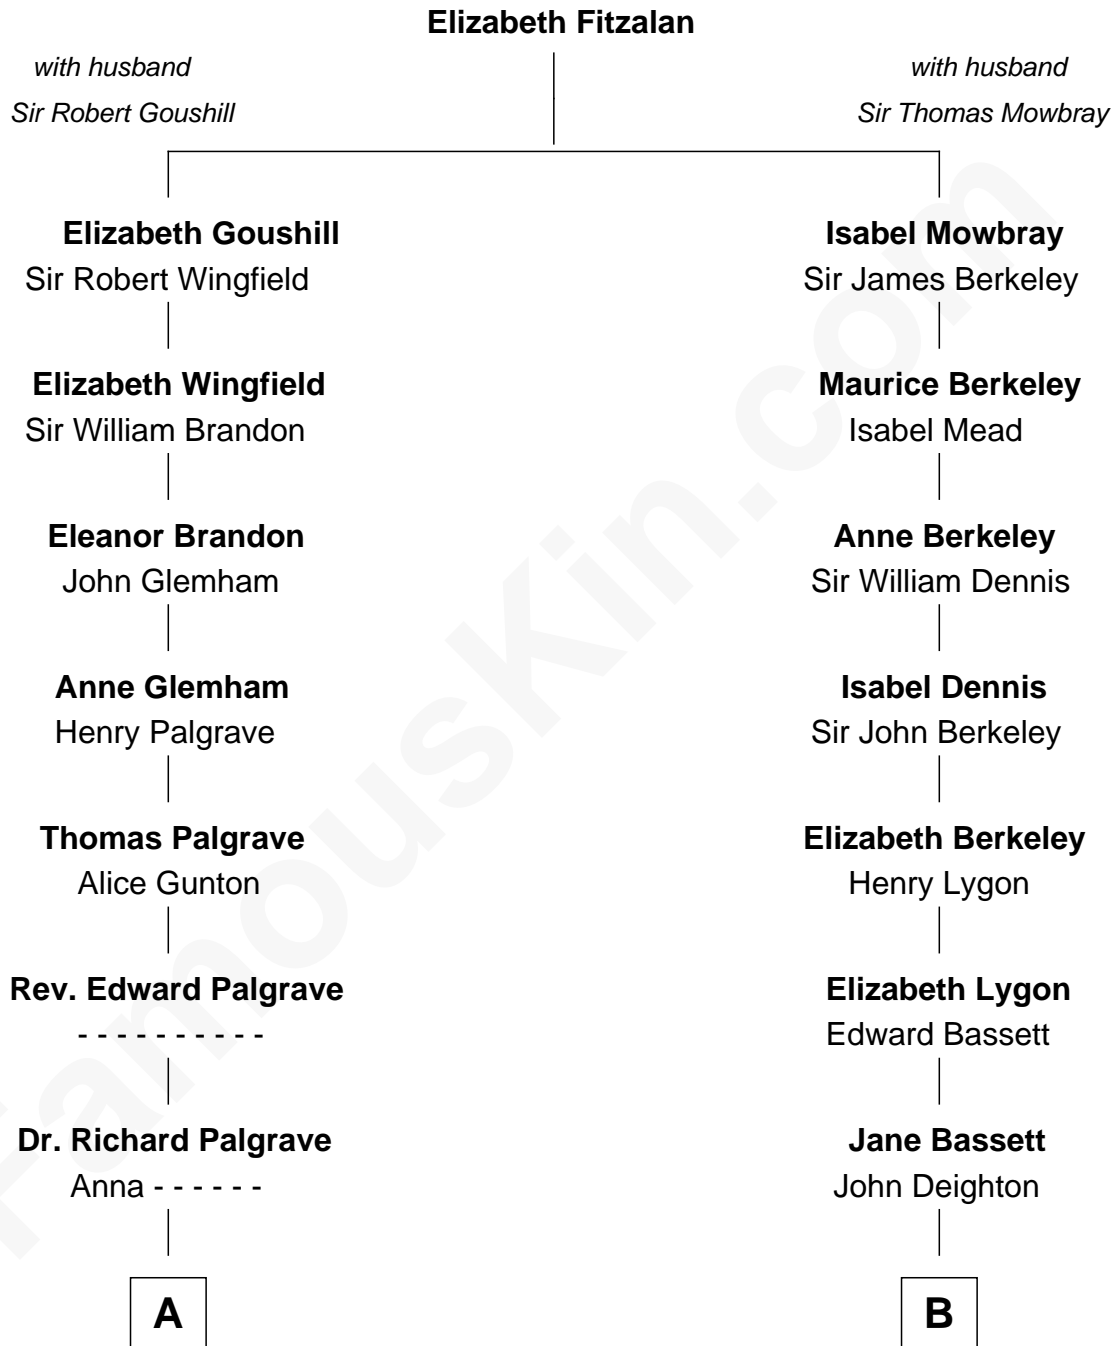 Elizabeth Fitzalan
with husband
Sir Robert Goushill
with husband
Sir Thomas Mowbray
Elizabeth Goushill
Sir Robert Wingfield
Isabel Mowbray
Sir James Berkeley
Elizabeth Wingfield
Sir William Brandon
Maurice Berkeley
Isabel Mead
Eleanor Brandon
John Glemham
Anne Berkeley
Sir William Dennis
Anne Glemham
Henry Palgrave
Isabel Dennis
Sir John Berkeley
Thomas Palgrave
Alice Gunton
Elizabeth Berkeley
Henry Lygon
Rev. Edward Palgrave
- - - - - - - - - -
Elizabeth Lygon
Edward Bassett
Dr. Richard Palgrave
Anna - - - - - -
Jane Bassett
John Deighton
A
B
FamousKin.com